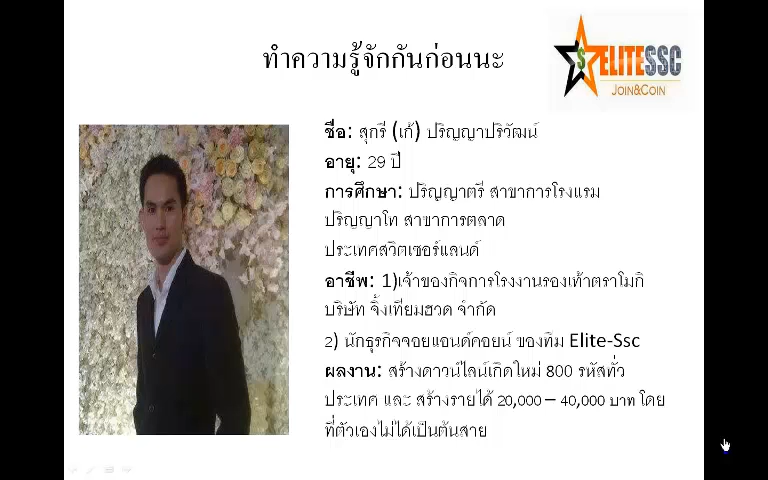 ทำความรู้จักกันก่อนนะ
$ELITESSC
JOIN&COIN
ชื่อ: สุกรี (เก้) ปริญญาปริวัฒน์
อายุ: 29 ปี
การศึกษา: ปริญญาตรี สาขาการโรงแรม
ปริญญาโท สาขาการตลาด
ประเทศสวิตเซอร์แลนด์
อาชีพ: 1)เจ้าของกิจการโรงงานรองเท้าตราโมกิ
บริษัท จิ้งเที่ยมฮวด จำกัด
2) นักธุรกิจจอยแอนด์คอยน์ ของทีม Elite-Ssc
ผลงาน: สร้างดาวน์ไลน์เกิดใหม่ 800 รหัสทั่ว
ประเทศ และ สร้างรายได้ 20,000 – 40,000 บาท โดย
ที่ตัวเองไม่ได้เป็นต้นสาย